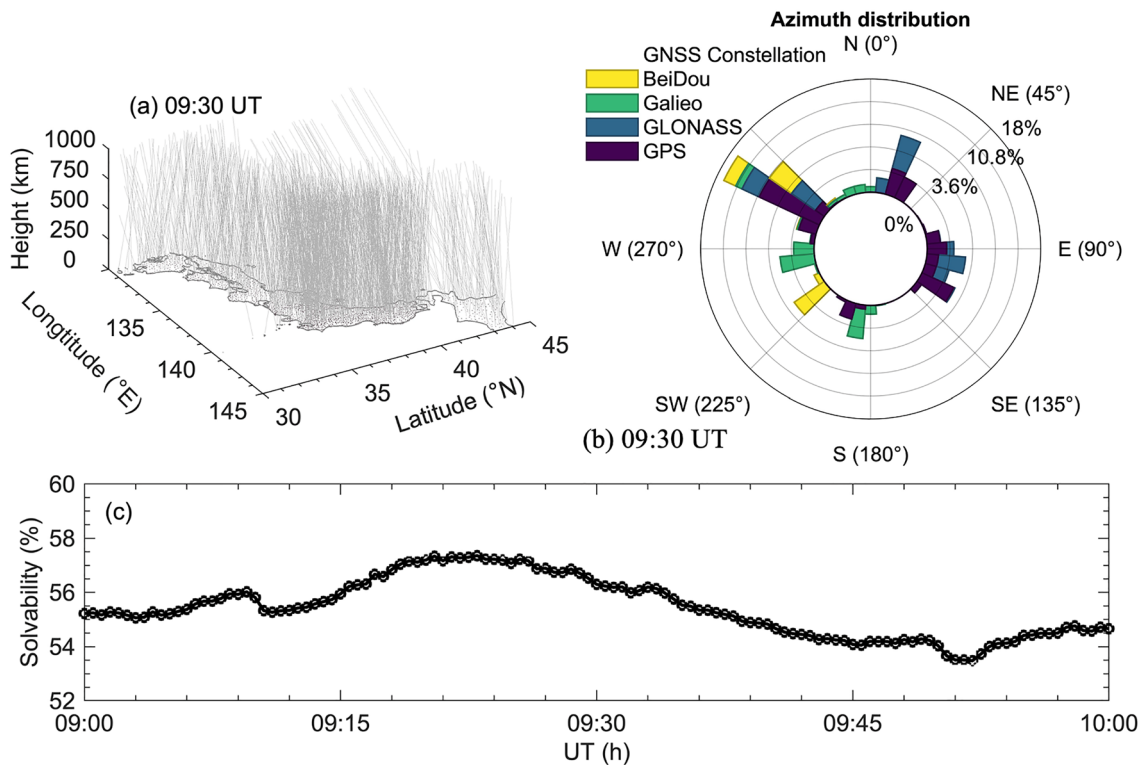 (a) 09:30 UT
1000
750
500
250
0
Height (km)
135
140
145
Longtitude (°E)
30
35
40
45
Latitude (°N)
Azimuth distribution
N (0°)
GNSS Constellation
BeiDou
Galieo
GLONASS
GPS
NE (45°)
18%
10.8%
3.6%
0%
W (270°)
E (90°)
SW (225°)
SE (135°)
S (180°)
(b) 09:30 UT
(c)
60
58
56
54
52
Solvability (%)
09:00
09:15
09:30
09:45
10:00
UT (h)